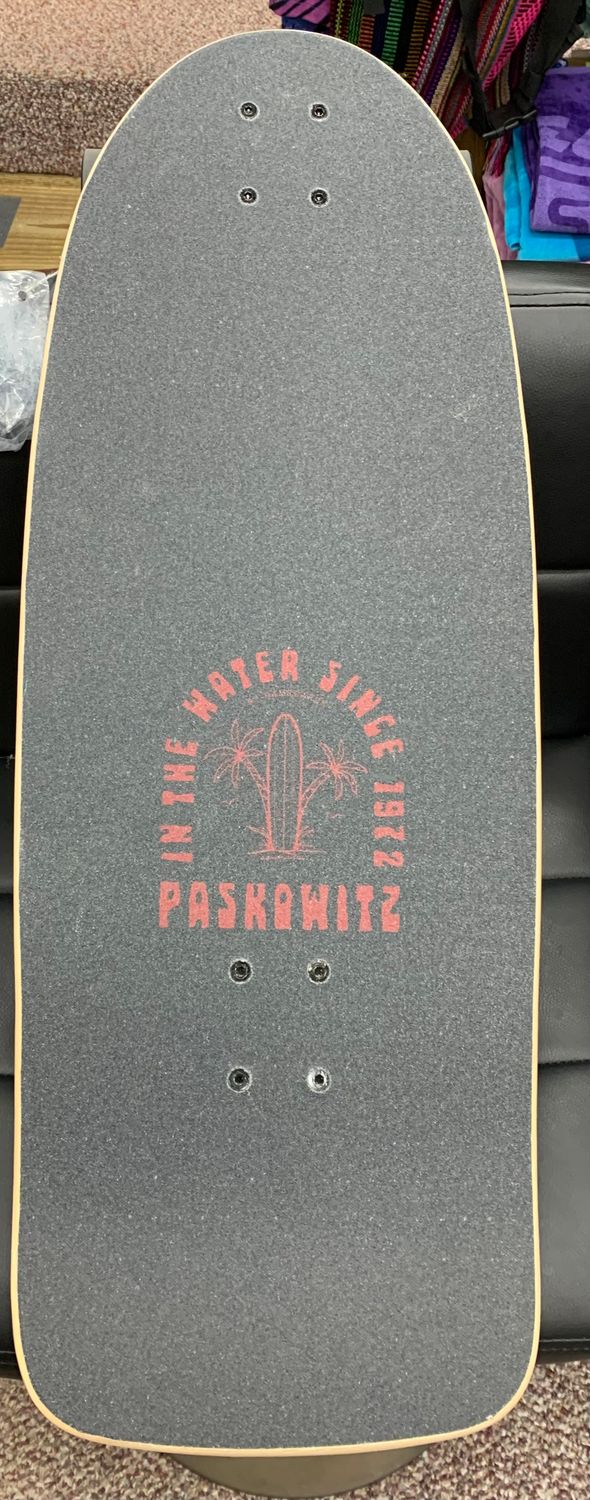 IN THE WATER SINCE 1972
PASKOWITZ